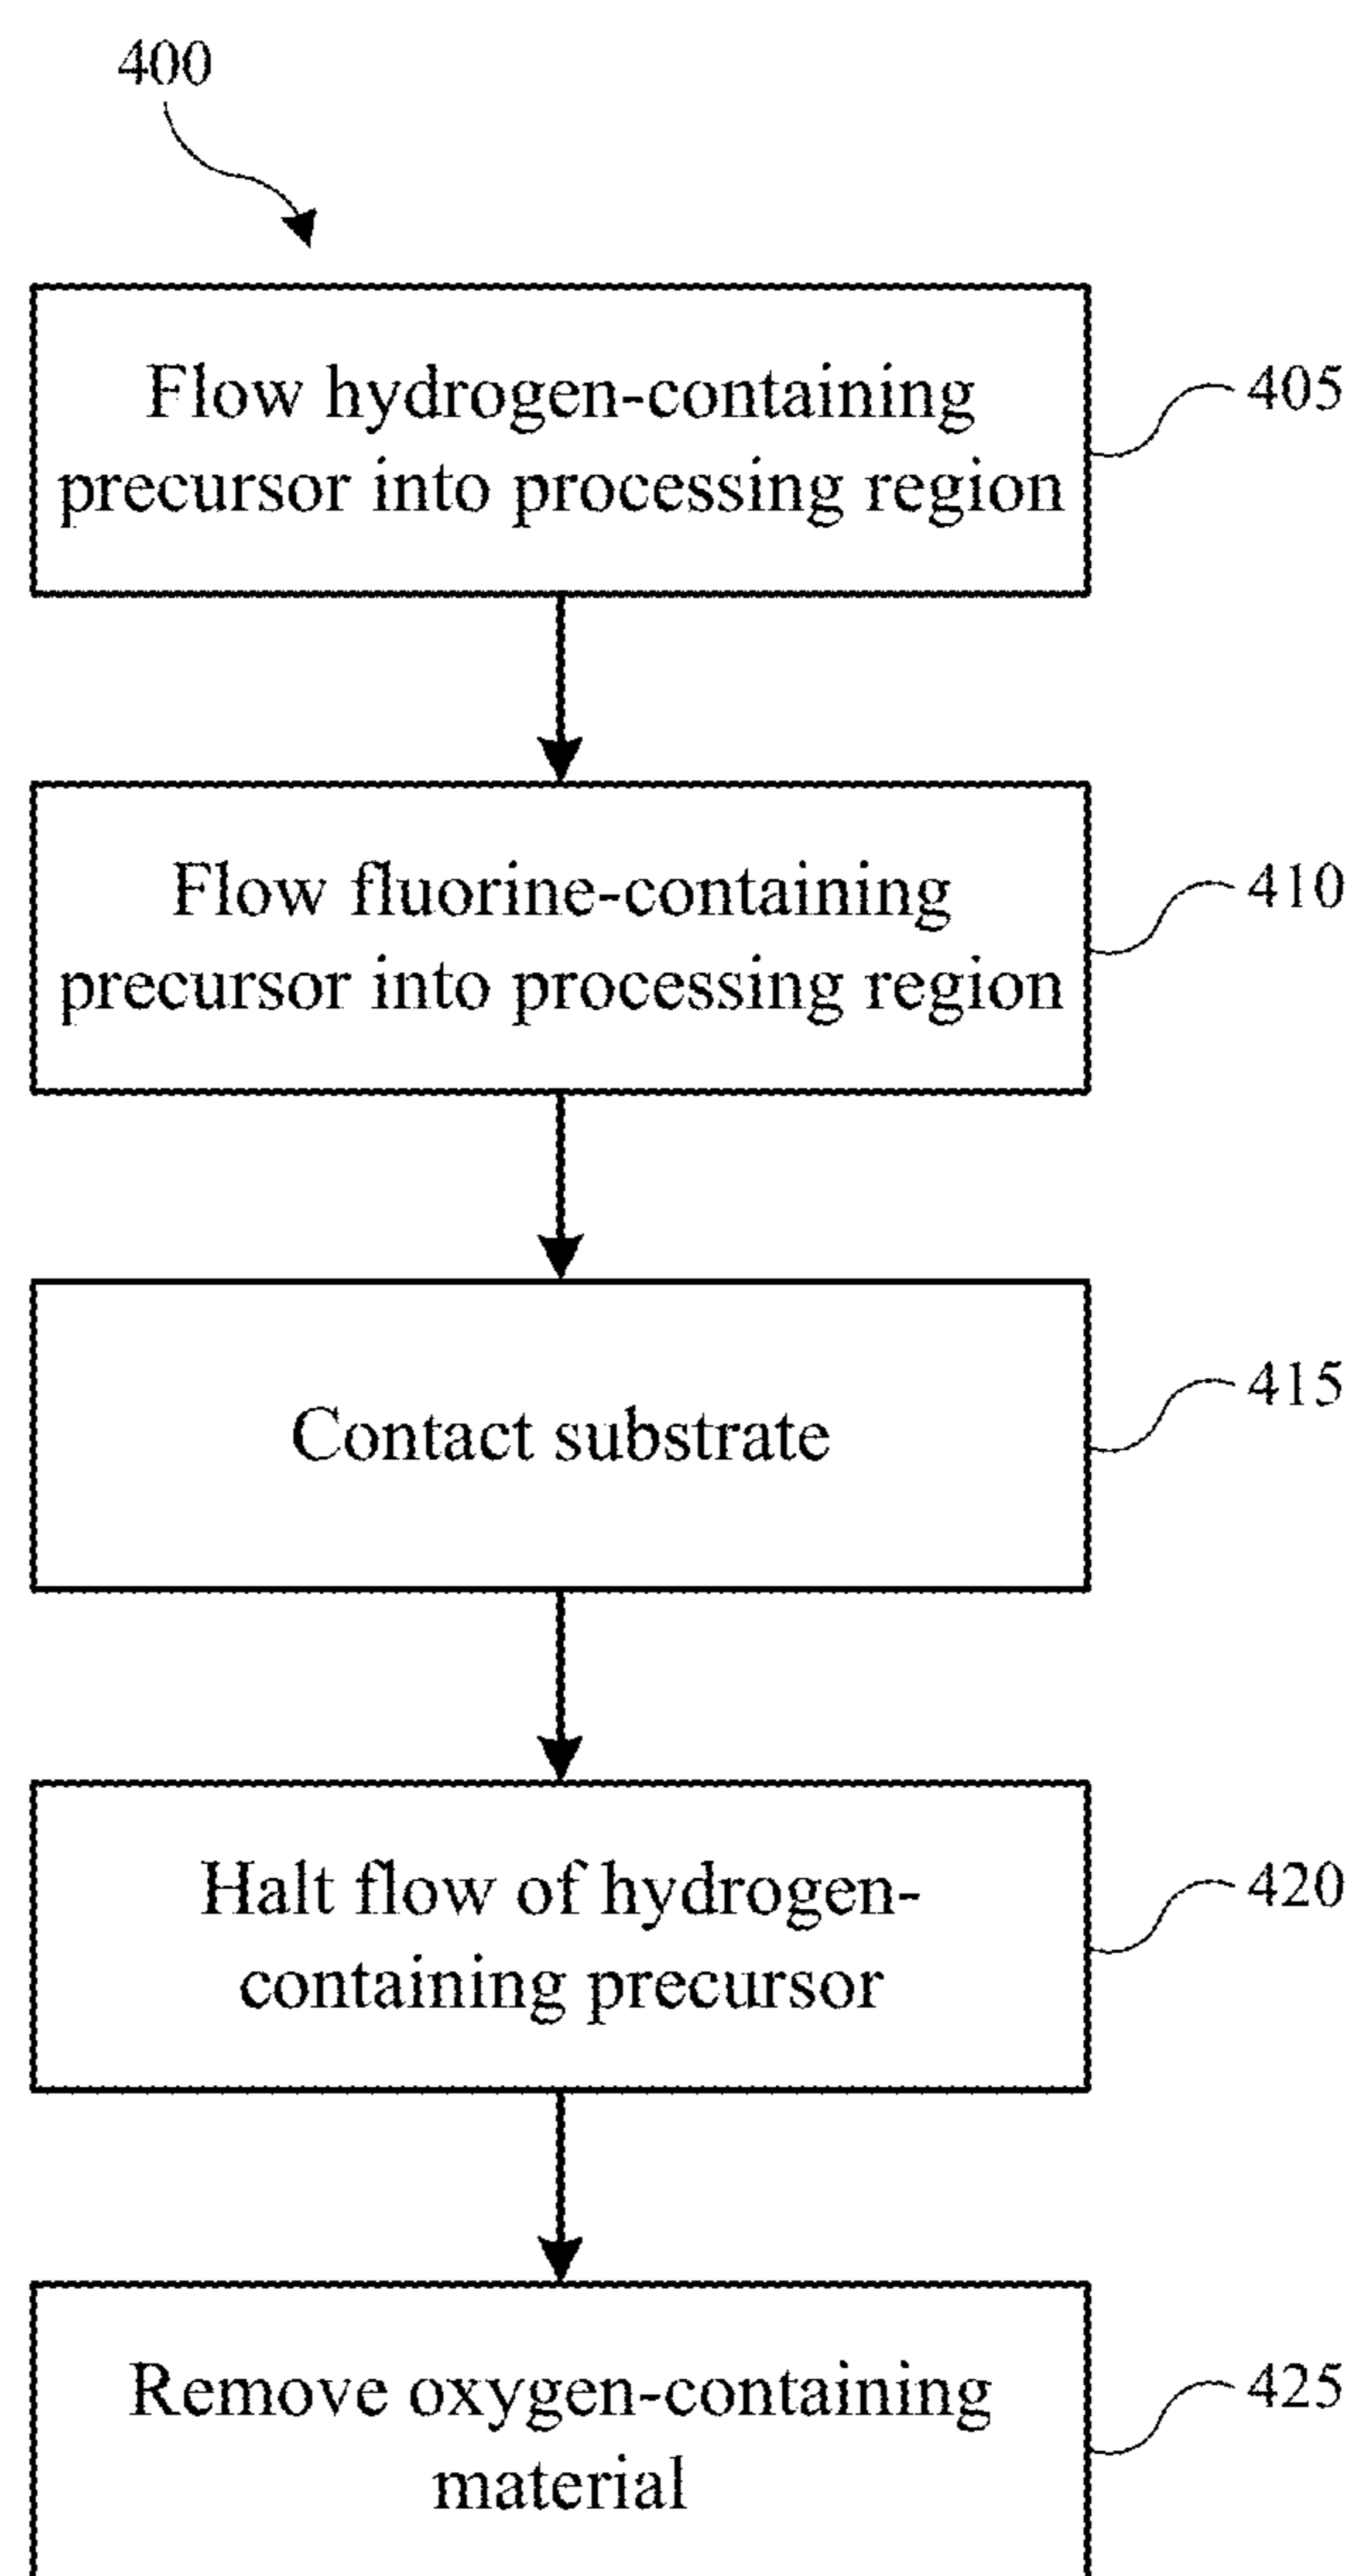 400
Flow hydrogen-containing
precursor into processing region
405
Flow fluorine-containing
precursor into processing region
410
Contact substrate
415
Halt flow of hydrogen-
containing precursor
420
Remove oxygen-containing
material
425